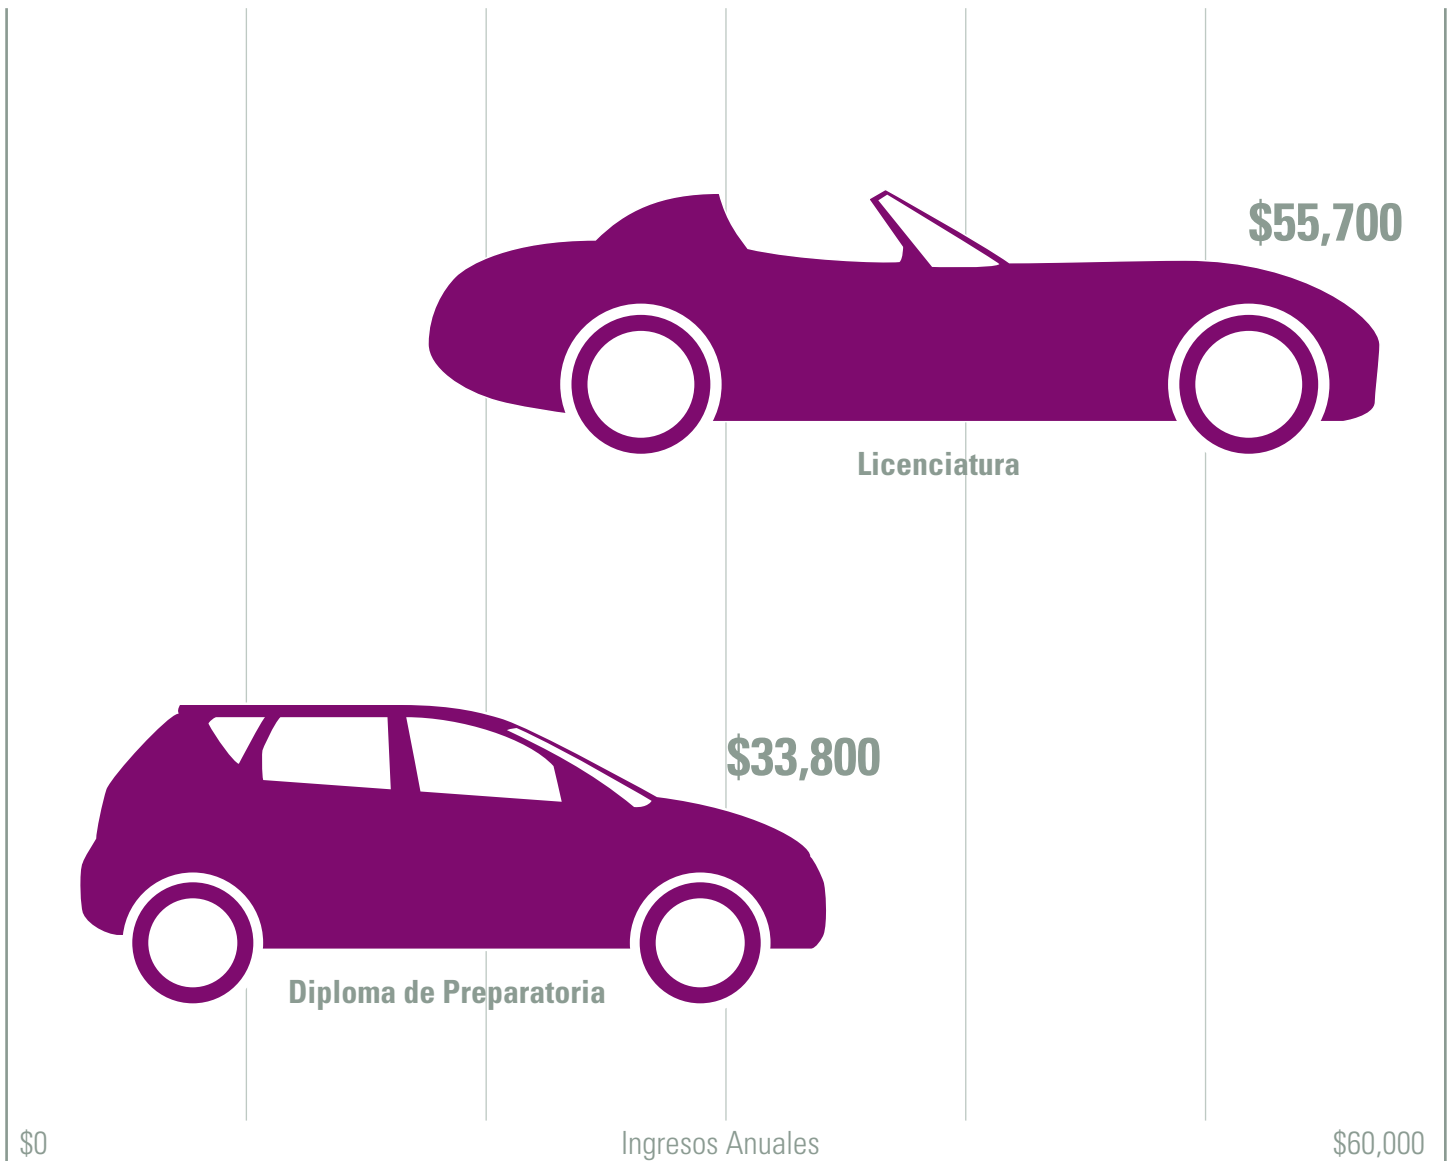 $55,700
Licenciatura
$33,800
Diploma de Preparatoria
$0
Ingresos Anuales
$60,000